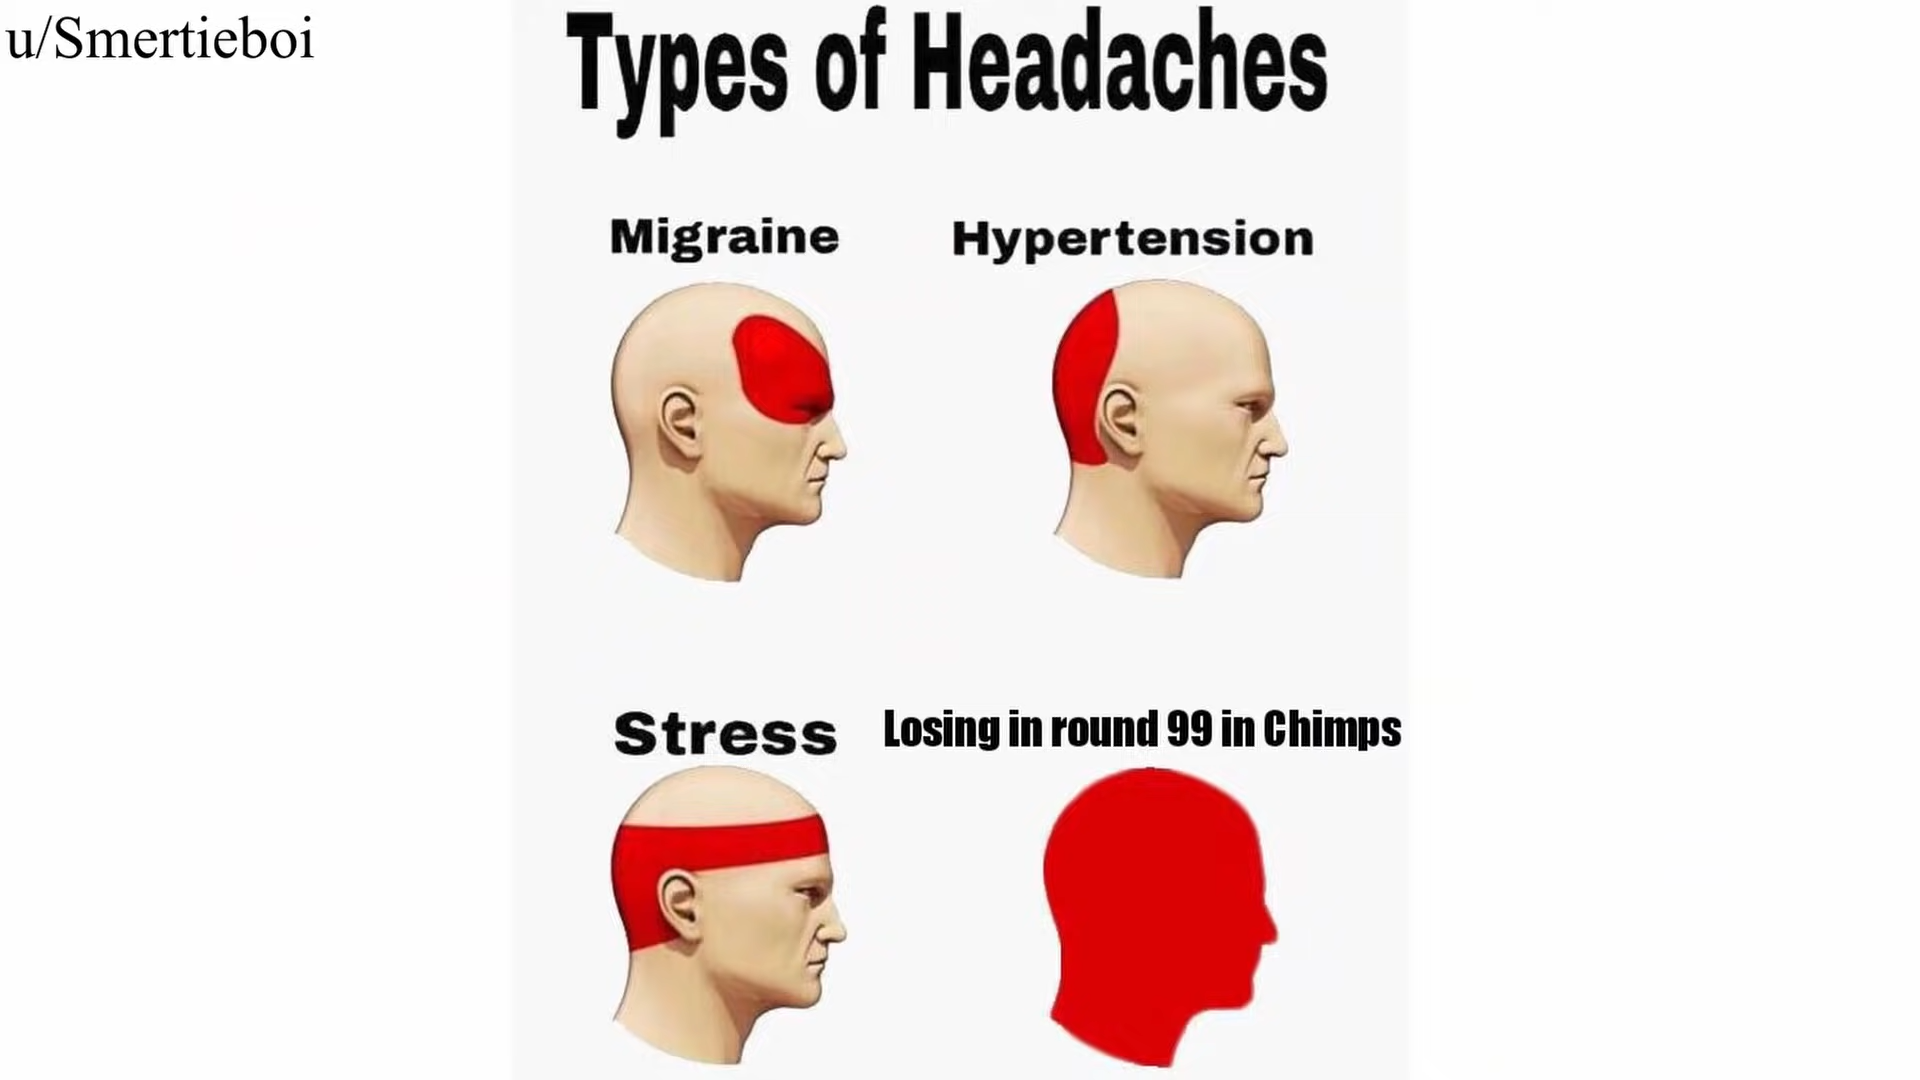 u/Smertieboi
Types of Headaches
Migraine
Hypertension
Stress
Losing in round 99 in Chimps